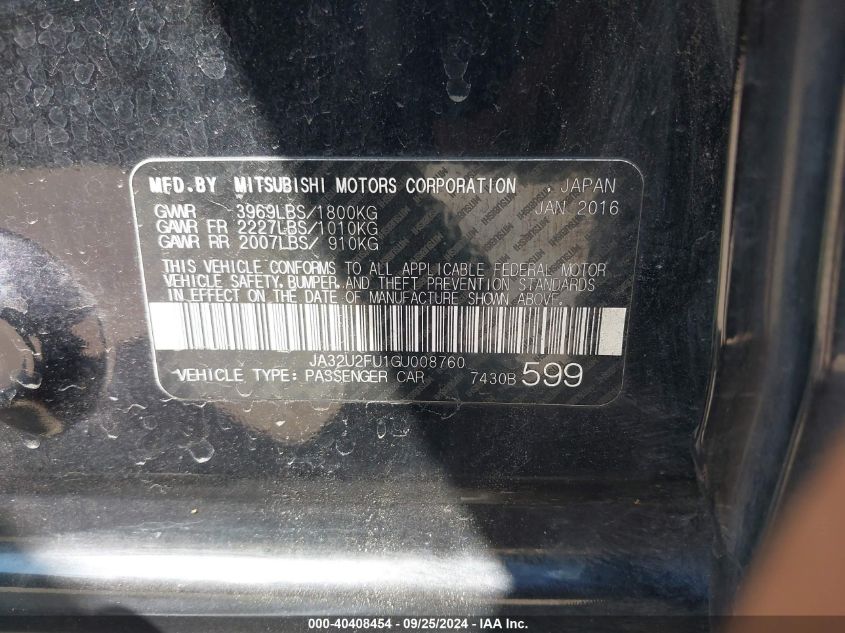 MFD.BY MITSUBISHI MOTORS CORPORATION , JAPAN
GVWR 3969LBS/1800KG JAN 2016
GAWR FR 2227LBS/1010KG
GAWR RR 2007LBS/ 910KG
THIS VEHICLE CONFORMS TO ALL APPLICABLE FEDERAL MOTOR
VEHICLE SAFETY, BUMPER, AND THEFT PREVENTION STANDARDS
IN EFFECT ON THE DATE OF MANUFACTURE SHOWN ABOVE.
JA32U2FU1GU008760
VEHICLE TYPE: PASSENGER CAR 7430B 599
000-40408454 - 09/25/2024 - IAA Inc.